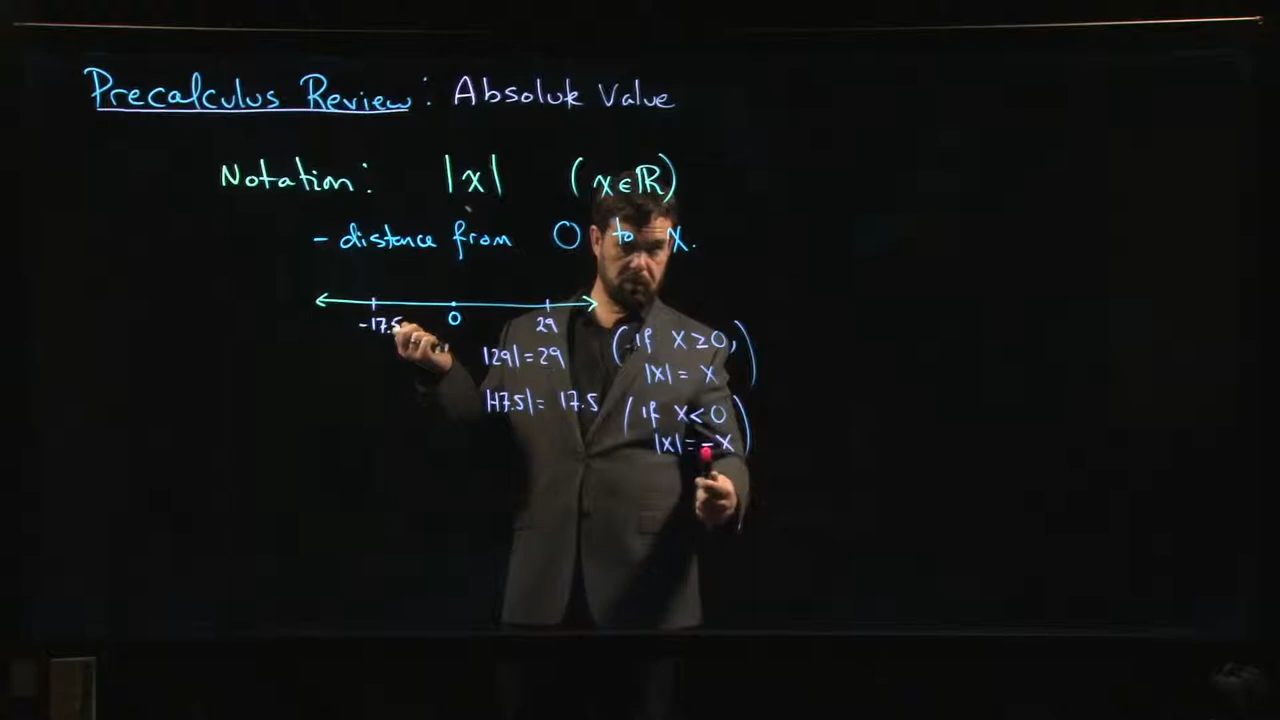 Precalculus Review: Absolute Value
Notation: |x| (x∈ℝ)
- distance from 0 to x.
-17.5 0 29
|29| = 29
(if x ≥ 0,
|x| = x)
|-17.5| = 17.5
(if x < 0
|x| = -x)